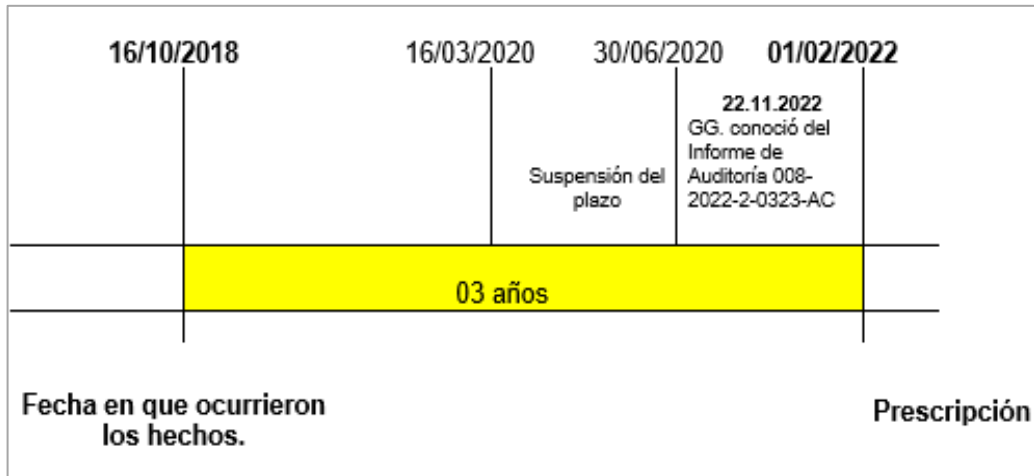 16/10/2018
16/03/2020
30/06/2020
01/02/2022
Suspensión del
plazo
22.11.2022
GG. conoció del
Informe de
Auditoría 008-
2022-2-0323-AC
03 años
Fecha en que ocurrieron
los hechos.
Prescripción